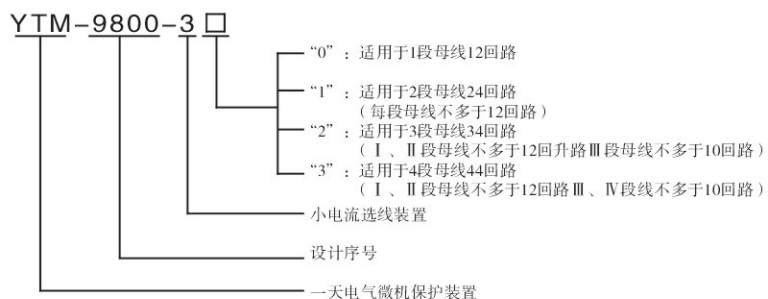 YTM-9800-3□
“0”：适用于1段母线12回路
“1”：适用于2段母线24回路
（每段母线不多于12回路）
“2”：适用于3段母线34回路
（Ⅰ、Ⅱ段母线不多于12回升路Ⅲ段母线不多于10回路）
“3”：适用于4段母线44回路
（Ⅰ、Ⅱ段母线不多于12回路Ⅲ、Ⅳ段线不多于10回路）
小电流选线装置
设计序号
一天电气微机保护装置